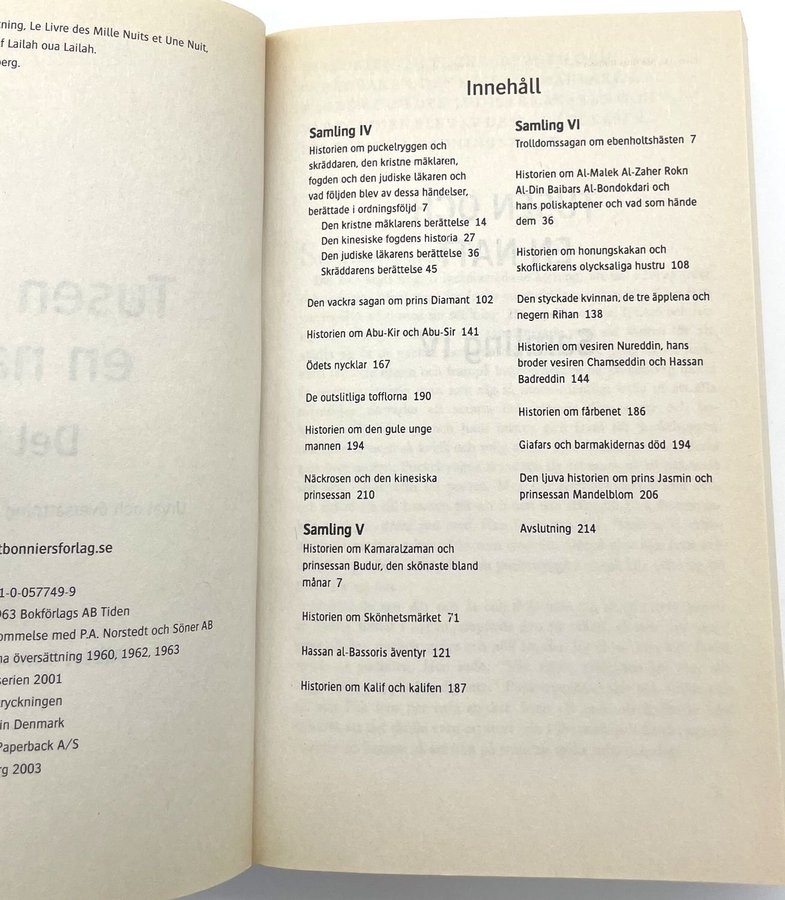 ning, Le Livre des Mille Nuits et Une Nuit,
f Lailah oua Lailah.
berg.
tbonniersforlag.se
1-0-057749-9
963 Bokförlags AB Tiden
ommelse med P.A. Norstedt och Söner AB
na översättning 1960, 1962, 1963
serien 2001
ryckningen
in Denmark
Paperback A/S
rg 2003
Innehåll
Samling IV
Historien om puckelryggen och
skräddaren, den kristne mäklaren,
fogden och den judiske läkaren och
vad följden blev av dessa händelser,
berättade i ordningsföljd 7
Den kristne mäklarens berättelse 14
Den kinesiske fogdens historia 27
Den judiske läkarens berättelse 36
Skräddarens berättelse 45
Den vackra sagan om prins Diamant 102
Historien om Abu-Kir och Abu-Sir 141
Ödets nycklar 167
De outslitliga tofflorna 190
Historien om den gule unge
mannen 194
Näckrosen och den kinesiska
prinsessan 210
Samling V
Historien om Kamaralzaman och
prinsessan Budur, den skönaste bland
månar 7
Historien om Skönhetsmärket 71
Hassan al-Bassoris äventyr 121
Historien om Kalif och kalifen 187
Samling VI
Trolldomssagan om ebenholtshästen 7
Historien om Al-Malek Al-Zaher Rokn
Al-Din Baibars Al-Bondokdari och
hans poliskaptener och vad som hände
dem 36
Historien om honungskakan och
skoflickarens olycksaliga hustru 108
Den styckade kvinnan, de tre äpplena och
negern Rihan 138
Historien om vesiren Nureddin, hans
broder vesiren Chamseddin och Hassan
Badreddin 144
Historien om fårbenet 186
Giafars och barmakidernas död 194
Den ljuva historien om prins Jasmin och
prinsessan Mandelblom 206
Avslutning 214